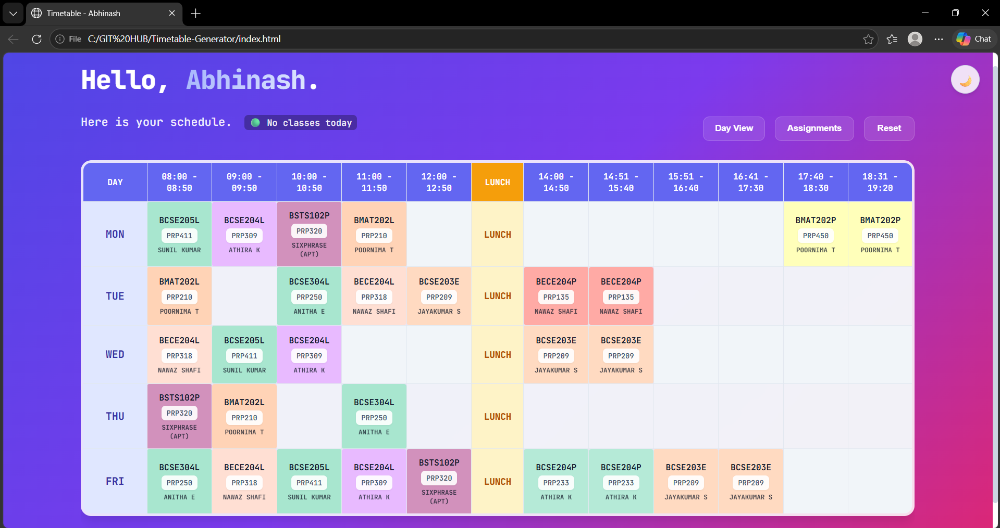 Timetable - Abhinash
File C:/GIT%20HUB/Timetable-Generator/index.html
Chat
Hello, Abhinash.
Here is your schedule. No classes today
Day View Assignments Reset
DAY 08:00 - 08:50 09:00 - 09:50 10:00 - 10:50 11:00 - 11:50 12:00 - 12:50 LUNCH 14:00 - 14:50 14:51 - 15:40 15:51 - 16:40 16:41 - 17:30 17:40 - 18:30 18:31 - 19:20
MON
BCSE205L
PRP411
SUNIL KUMAR
BCSE204L
PRP309
ATHIRA K
BSTS102P
PRP320
SIXPHRASE
(APT)
BMAT202L
PRP210
POORNIMA T
LUNCH
BMAT202P
PRP450
POORNIMA T
BMAT202P
PRP450
POORNIMA T
TUE
BMAT202L
PRP210
POORNIMA T
BCSE304L
PRP250
ANITHA E
BECE204L
PRP318
NAWAZ SHAFI
BCSE203E
PRP209
JAYAKUMAR S
LUNCH
BECE204P
PRP135
NAWAZ SHAFI
BECE204P
PRP135
NAWAZ SHAFI
WED
BECE204L
PRP318
NAWAZ SHAFI
BCSE205L
PRP411
SUNIL KUMAR
BCSE204L
PRP309
ATHIRA K
LUNCH
BCSE203E
PRP209
JAYAKUMAR S
BCSE203E
PRP209
JAYAKUMAR S
THU
BSTS102P
PRP320
SIXPHRASE
(APT)
BMAT202L
PRP210
POORNIMA T
BCSE304L
PRP250
ANITHA E
LUNCH
FRI
BCSE304L
PRP250
ANITHA E
BECE204L
PRP318
NAWAZ SHAFI
BCSE205L
PRP411
SUNIL KUMAR
BCSE204L
PRP309
ATHIRA K
BSTS102P
PRP320
SIXPHRASE
(APT)
LUNCH
BCSE204P
PRP233
ATHIRA K
BCSE204P
PRP233
ATHIRA K
BCSE203E
PRP209
JAYAKUMAR S
BCSE203E
PRP209
JAYAKUMAR S